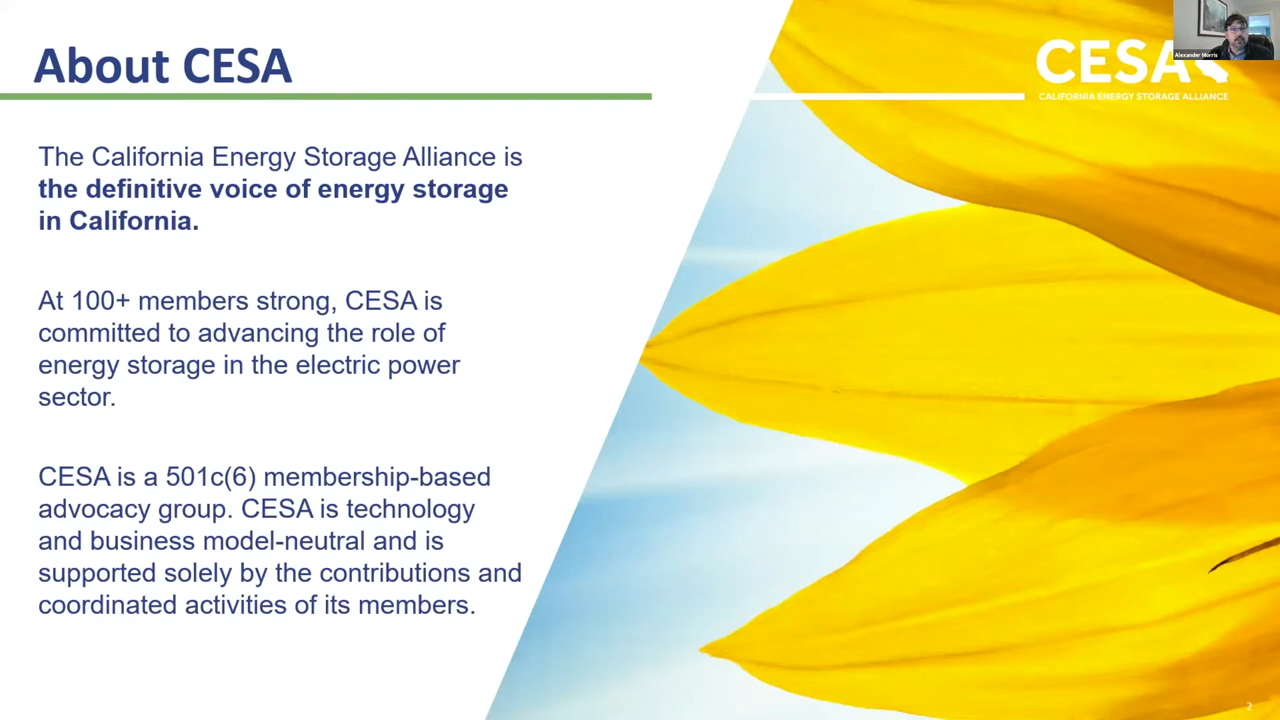 About CESA
CESA
CALIFORNIA ENERGY STORAGE ALLIANCE
Alexander Morris
The California Energy Storage Alliance is
the definitive voice of energy storage
in California.
At 100+ members strong, CESA is
committed to advancing the role of
energy storage in the electric power
sector.
CESA is a 501c(6) membership-based
advocacy group. CESA is technology
and business model-neutral and is
supported solely by the contributions and
coordinated activities of its members.
2